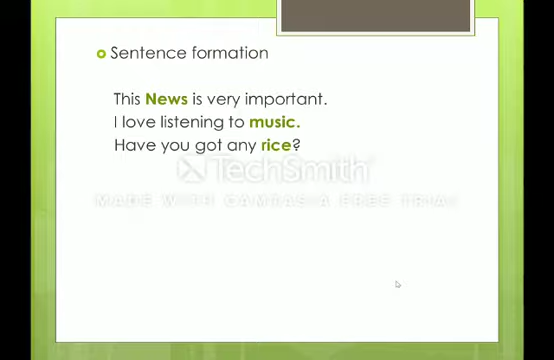 Sentence formation
This News is very important.
I love listening to music.
Have you got any rice?
TechSmith
MADE WITH CAMTASIA FREE TRIAL